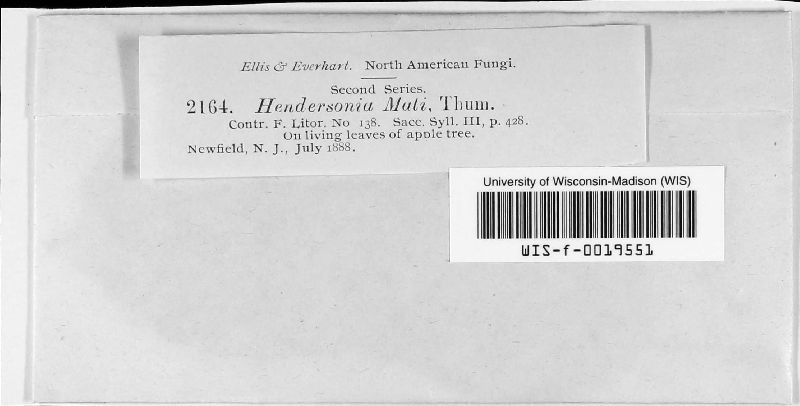 Ellis & Everhart. North American Fungi.
Second Series.
2164. Hendersonia Mali, Thum.
Contr. F. Litor. No 138. Sacc. Syll. III, p. 428.
On living leaves of apple tree.
Newfield, N. J., July 1888.
University of Wisconsin-Madison (WIS)
WIS-f-0019551